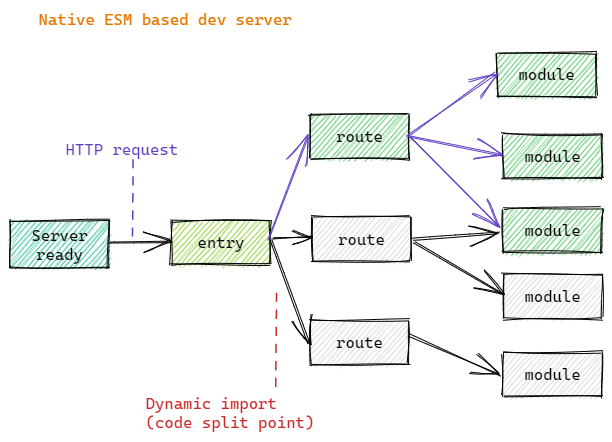 Native ESM based dev server
module
route
HTTP request
module
module
Server
ready
entry
route
module
route
module
Dynamic import
(code split point)